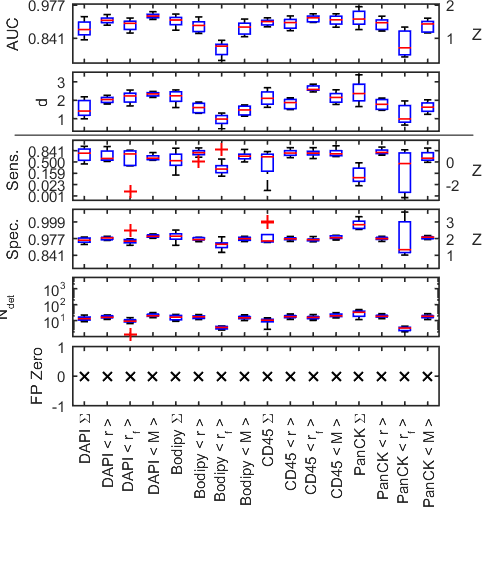 0.977
0.841
AUC
2
1
Z
3
2
1
d
0.841
0.500
0.159
0.023
0.001
Sens.
0
-2
Z
0.999
0.977
0.841
Spec.
3
2
1
Z
10³
10²
10¹
N_del
1
0
-1
FP Zero
DAPI Σ
DAPI < r >
DAPI < r_f >
DAPI < M >
Bodipy Σ
Bodipy < r >
Bodipy < r_f >
Bodipy < M >
CD45 Σ
CD45 < r >
CD45 < r_f >
CD45 < M >
PanCK Σ
PanCK < r >
PanCK < r_f >
PanCK < M >